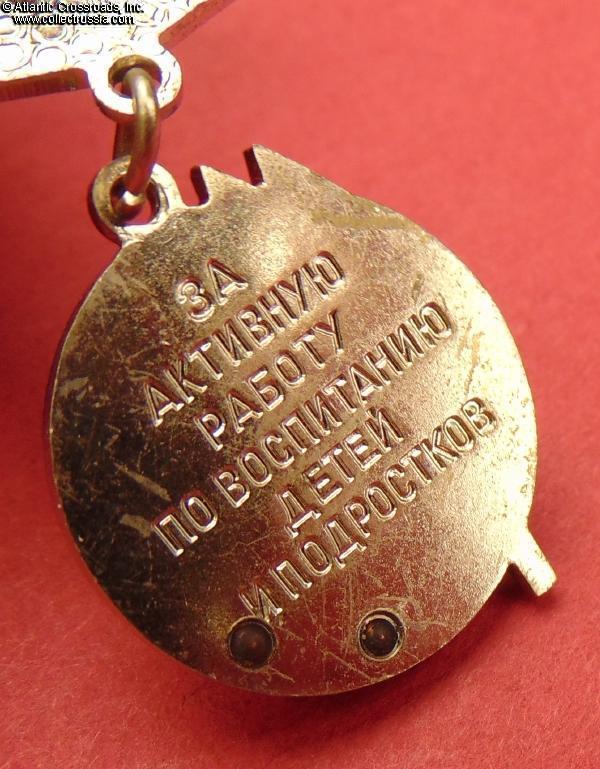 © Atlantic Crossroads, Inc.
www.collectrussia.com
ЗА
АКТИВНУЮ
РАБОТУ
ПО ВОСПИТАНИЮ
ДЕТЕЙ
И ПОДРОСТКОВ